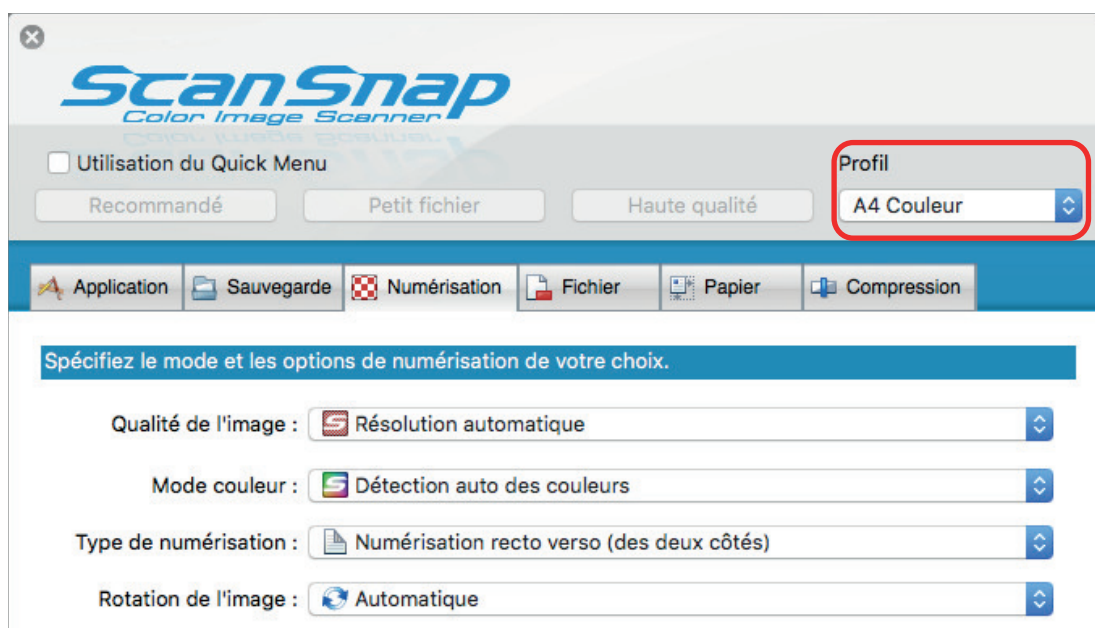 ScanSnap
Color Image Scanner
Utilisation du Quick Menu
Profil
Recommandé Petit fichier Haute qualité A4 Couleur
Application Sauvegarde Numérisation Fichier Papier Compression
Spécifiez le mode et les options de numérisation de votre choix.
Qualité de l'image : Résolution automatique
Mode couleur : Détection auto des couleurs
Type de numérisation : Numérisation recto verso (des deux côtés)
Rotation de l'image : Automatique